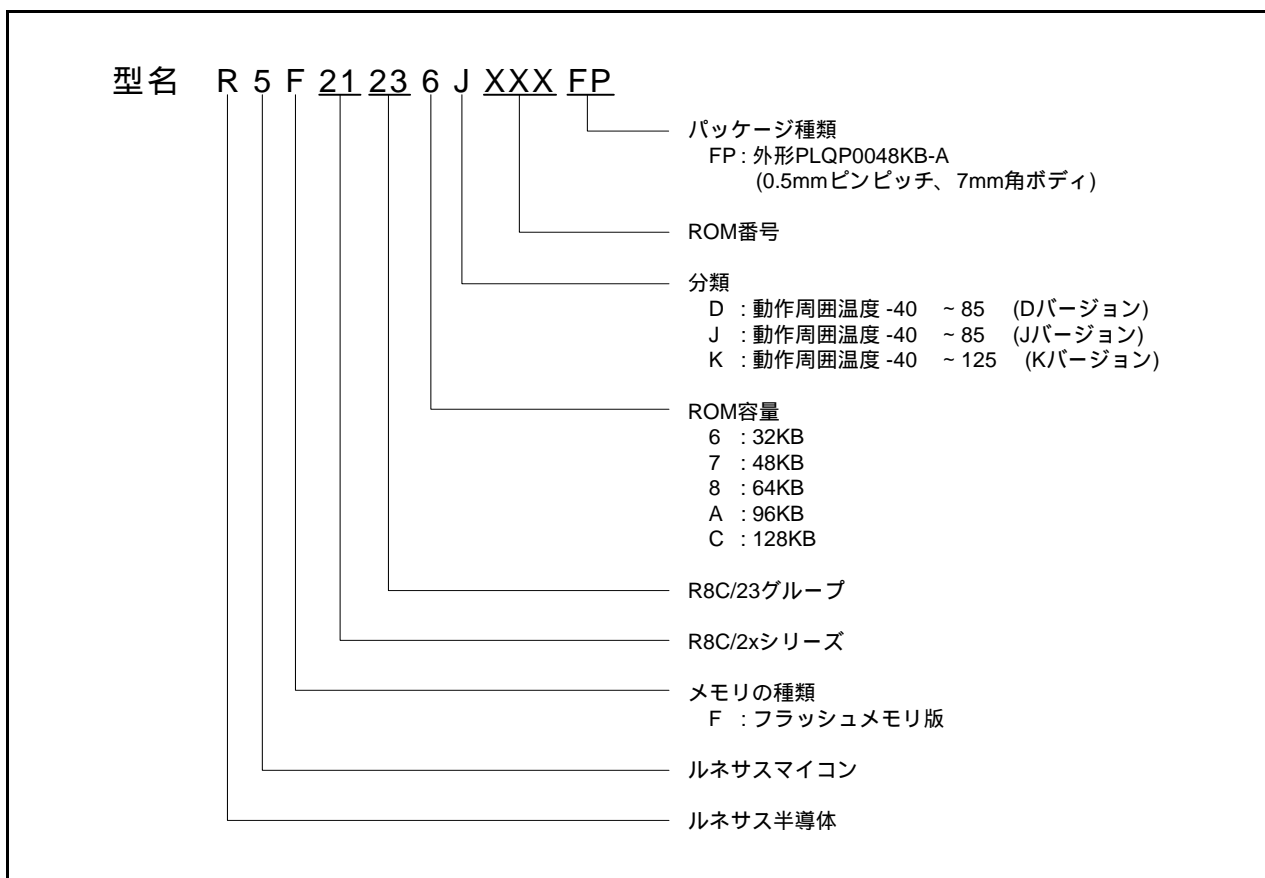 型名 R 5 F 21 23 6 J XXX FP
パッケージ種類
FP : 外形PLQP0048KB-A
(0.5mmピンピッチ、7mm角ボディ)
ROM番号
分類
D : 動作周囲温度 -40 ~ 85 (Dバージョン)
J : 動作周囲温度 -40 ~ 85 (Jバージョン)
K : 動作周囲温度 -40 ~ 125 (Kバージョン)
ROM容量
6 : 32KB
7 : 48KB
8 : 64KB
A : 96KB
C : 128KB
R8C/23グループ
R8C/2xシリーズ
メモリの種類
F : フラッシュメモリ版
ルネサスマイコン
ルネサス半導体